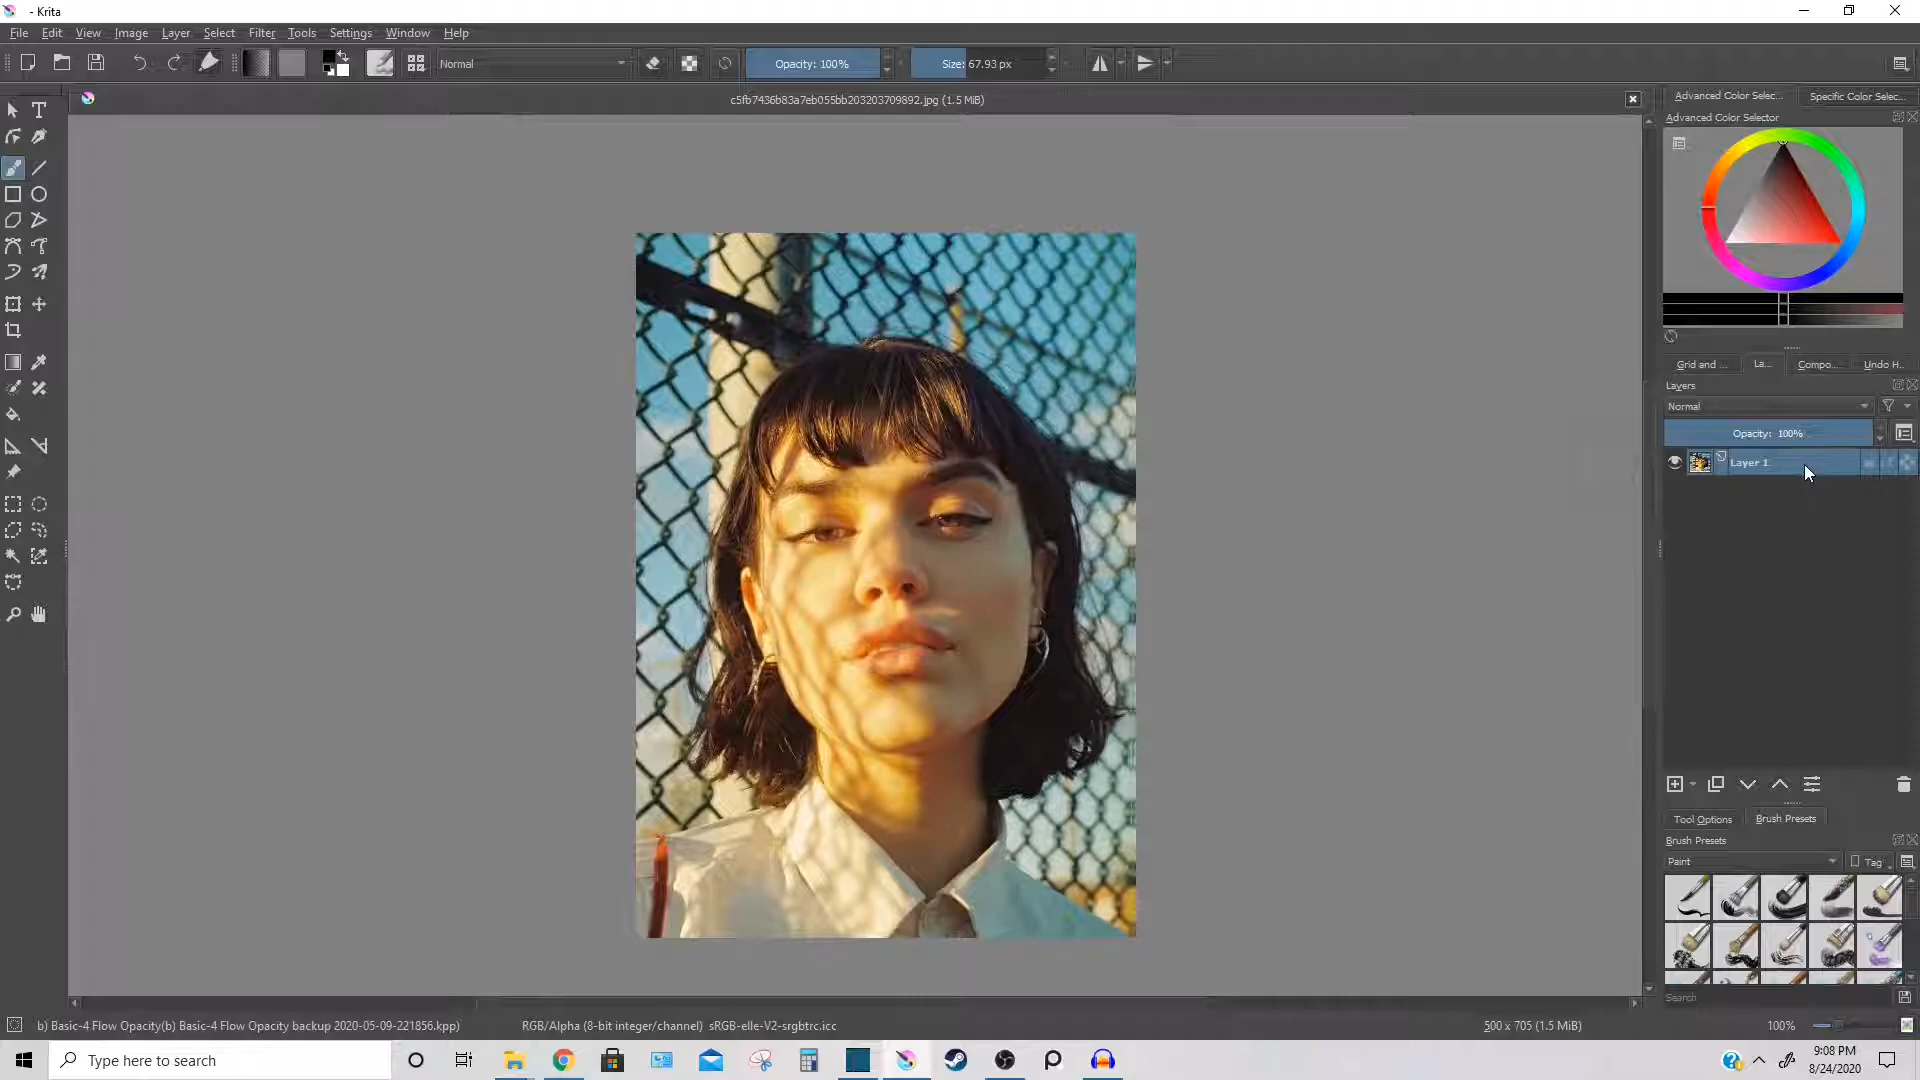 - Krita
File Edit View Image Layer Select Filter Tools Settings Window Help
Normal
Opacity: 100%
Size: 67.93 px
c5fb7436b83a7eb055bb203203709892.jpg (1.5 MiB)
Advanced Color Selec...
Specific Color Selec...
Advanced Color Selector
Grid and ...
La...
Compo...
Undo H...
Layers
Normal
Opacity: 100%
Layer 1
Tool Options
Brush Presets
Brush Presets
Paint
Tag
Search
b) Basic-4 Flow Opacity(b) Basic-4 Flow Opacity backup 2020-05-09-221856.kpp)
RGB/Alpha (8-bit integer/channel) sRGB-elle-V2-srgbtrc.icc
500 x 705 (1.5 MiB)
100%
Type here to search
9:08 PM
8/24/2020